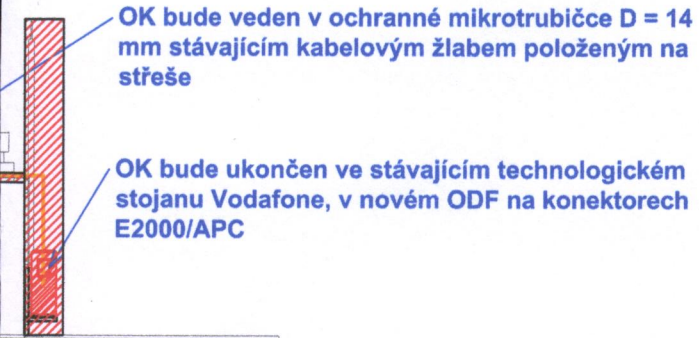 OK bude veden v ochranné mikrotrubičce D = 14
mm stávajícím kabelovým žlabem položeným na
střeše
OK bude ukončen ve stávajícím technologickém
stojanu Vodafone, v novém ODF na konektorech
E2000/APC